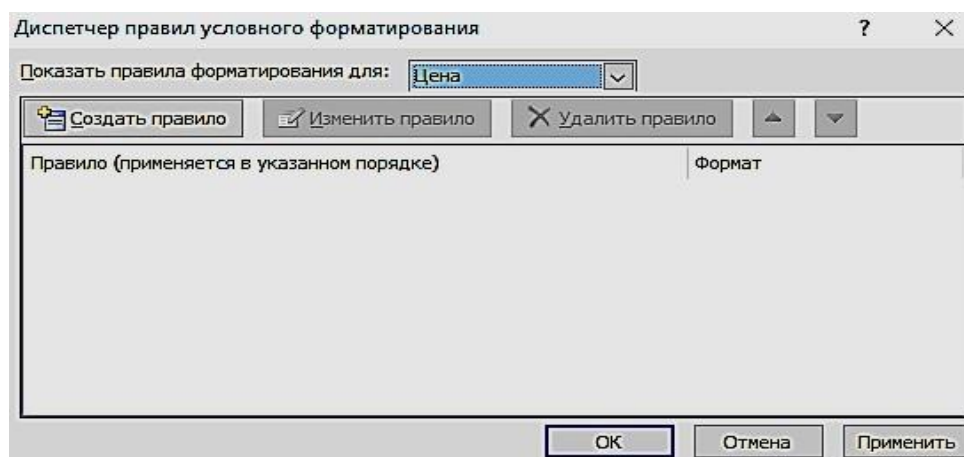 Диспетчер правил условного форматирования ? ×
Показать правила форматирования для: Цена
Создать правило Изменить правило Удалить правило
Правило (применяется в указанном порядке) Формат
ОК Отмена Применить